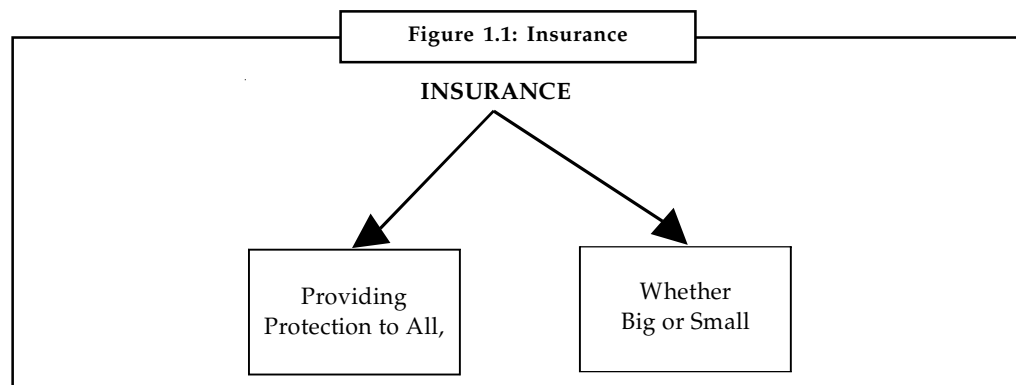 Figure 1.1: Insurance
INSURANCE
Providing
Protection to All,
Whether
Big or Small